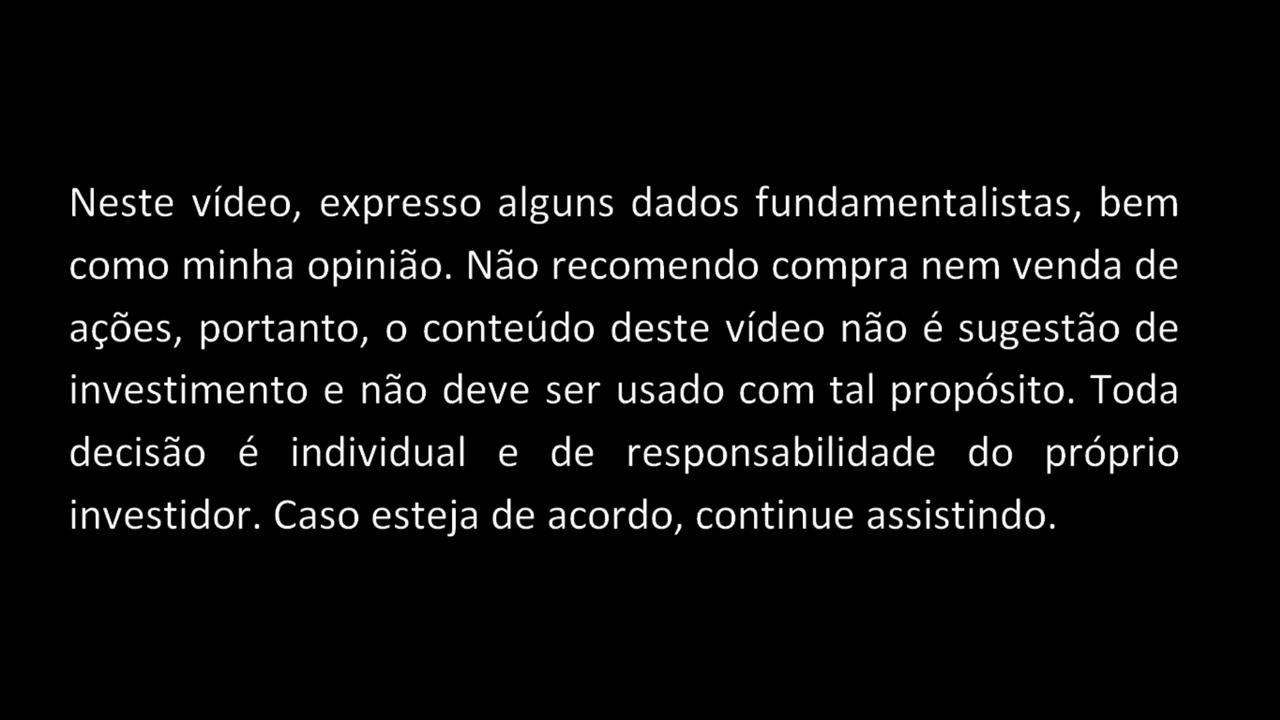 Neste vídeo, expresso alguns dados fundamentalistas, bem
como minha opinião. Não recomendo compra nem venda de
ações, portanto, o conteúdo deste vídeo não é sugestão de
investimento e não deve ser usado com tal propósito. Toda
decisão é individual e de responsabilidade do próprio
investidor. Caso esteja de acordo, continue assistindo.